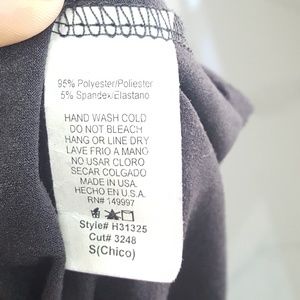 95% Polyester/Poliester
5% Spandex/Elastano
HAND WASH COLD
DO NOT BLEACH
HANG OR LINE DRY
LAVE FRIO A MANO
NO USAR CLORO
SECAR COLGADO
MADE IN USA.
HECHO EN U.S.A.
RN# 149997
Style# H31325
Cut# 3248
S(Chico)